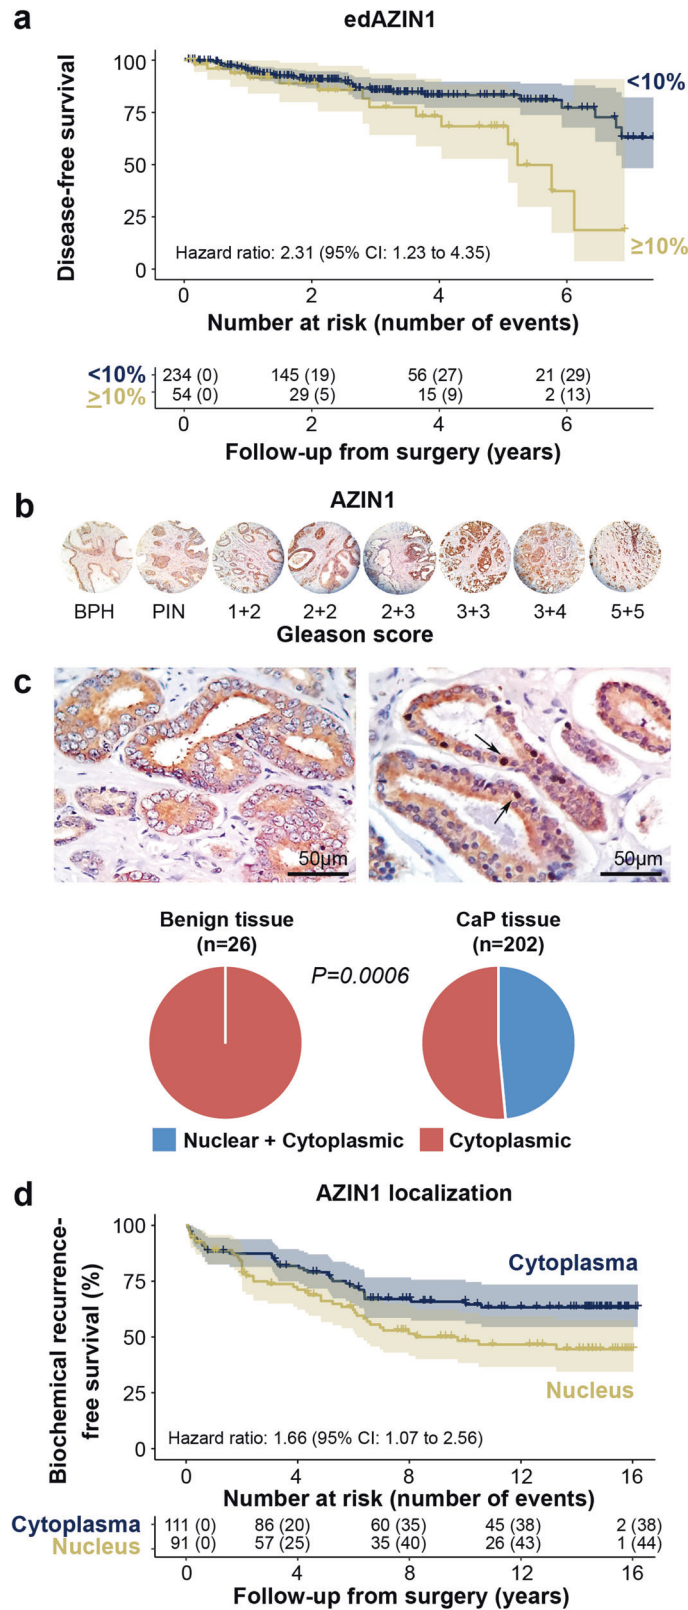 a
edAZIN1
Disease-free survival
100
75
50
25
0
<10%
≥10%
Hazard ratio: 2.31 (95% CI: 1.23 to 4.35)
0 2 4 6
Number at risk (number of events)
<10% 234 (0) 145 (19) 56 (27) 21 (29)
≥10% 54 (0) 29 (5) 15 (9) 2 (13)
0 2 4 6
Follow-up from surgery (years)
b
AZIN1
BPH PIN 1+2 2+2 2+3 3+3 3+4 5+5
Gleason score
c
50µm 50µm
Benign tissue
(n=26)
CaP tissue
(n=202)
P=0.0006
Nuclear + Cytoplasmic Cytoplasmic
d
AZIN1 localization
Biochemical recurrence-
free survival (%)
100
75
50
25
0
Cytoplasma
Nucleus
Hazard ratio: 1.66 (95% CI: 1.07 to 2.56)
0 4 8 12 16
Number at risk (number of events)
Cytoplasma 111 (0) 86 (20) 60 (35) 45 (38) 2 (38)
Nucleus 91 (0) 57 (25) 35 (40) 26 (43) 1 (44)
0 4 8 12 16
Follow-up from surgery (years)